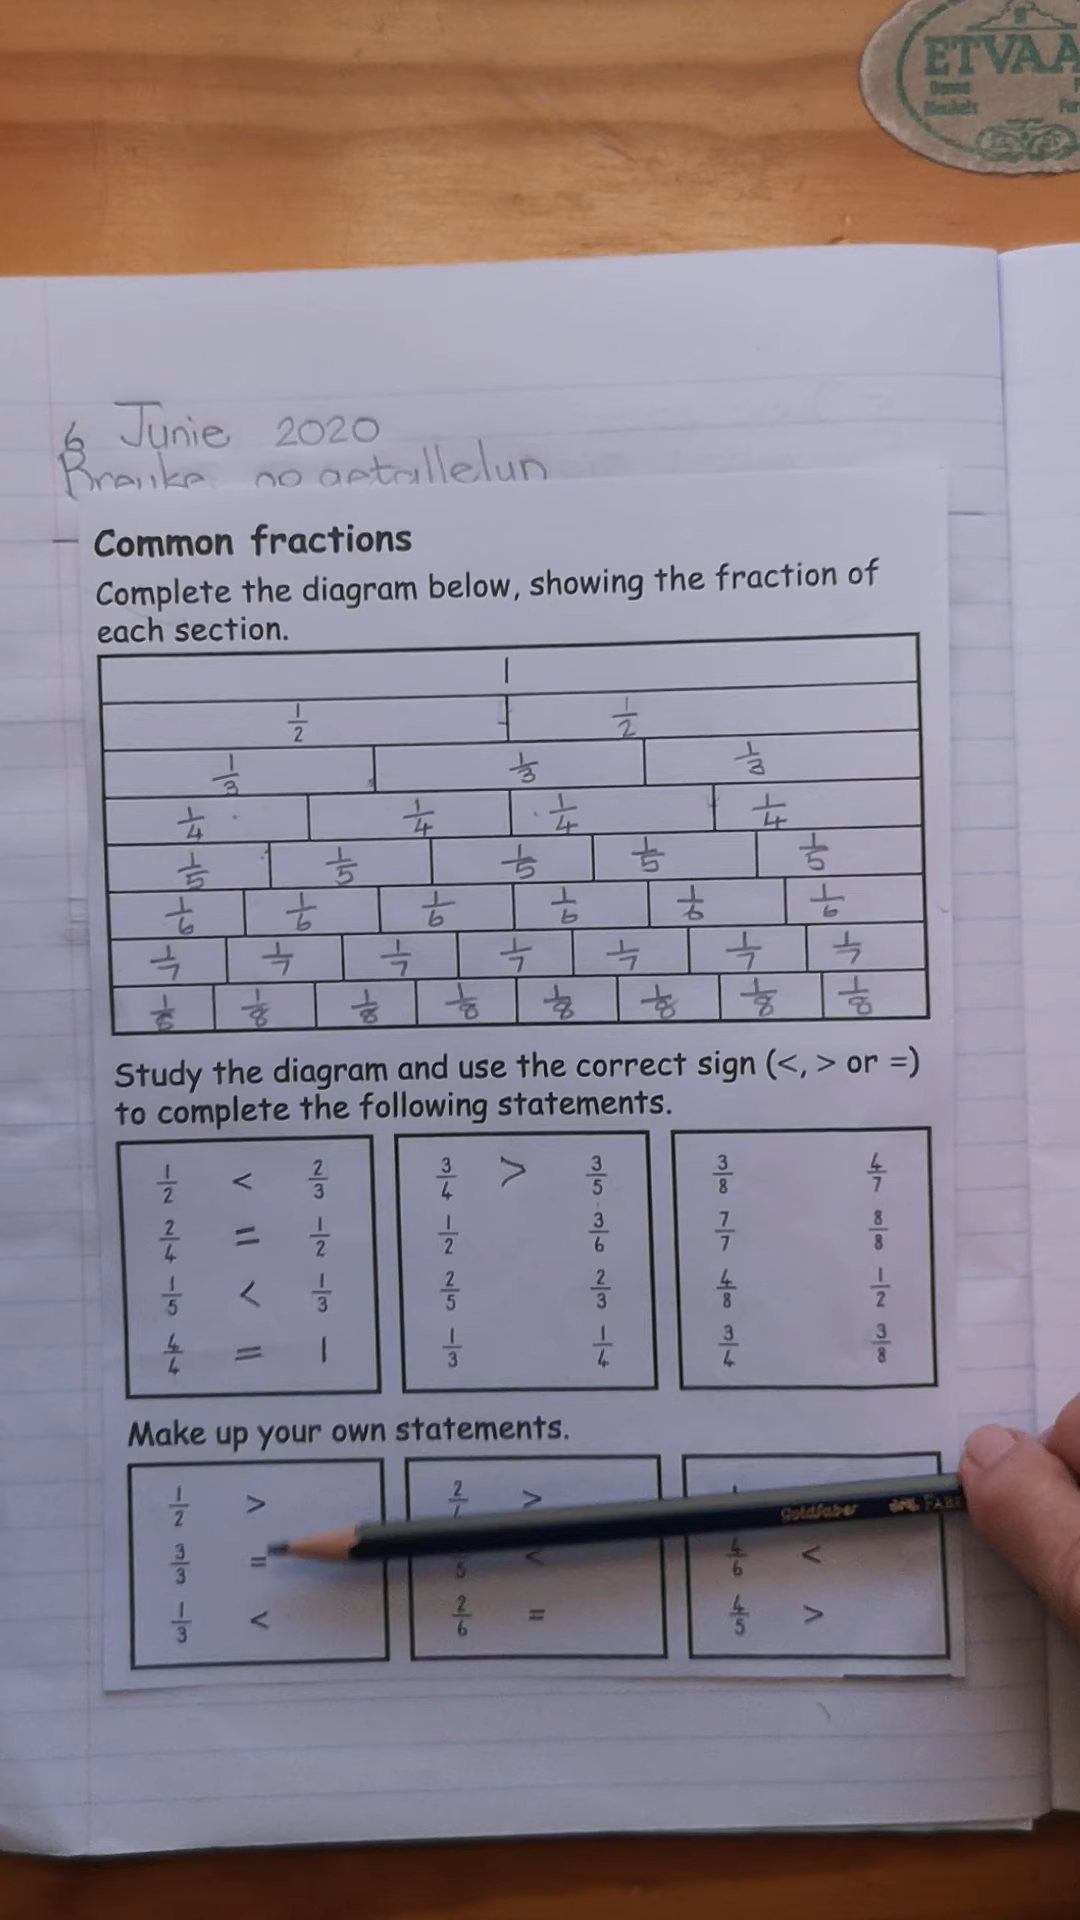 ETVAA
6 Junie 2020
no getallelyn
Common fractions
Complete the diagram below, showing the fraction of
each section.
1
1/2 1/2
1/3 1/3 1/3
1/4 1/4 1/4 1/4
1/5 1/5 1/5 1/5 1/5
1/6 1/6 1/6 1/6 1/6 1/6
1/7 1/7 1/7 1/7 1/7 1/7 1/7
1/8 1/8 1/8 1/8 1/8 1/8 1/8 1/8
Study the diagram and use the correct sign (<, > or =)
to complete the following statements.
1/2 < 2/3
2/4 = 1/2
1/5 < 1/3
4/4 = 1
3/4 > 3/5
1/2 3/6
2/5 2/3
1/3 1/4
3/8 4/7
7/7 8/8
4/8 1/2
3/4 3/8
Make up your own statements.
1/2 >
3/3 =
1/3 <
>
<
2/6 =
4/6 <
4/5 >
Goldfaber